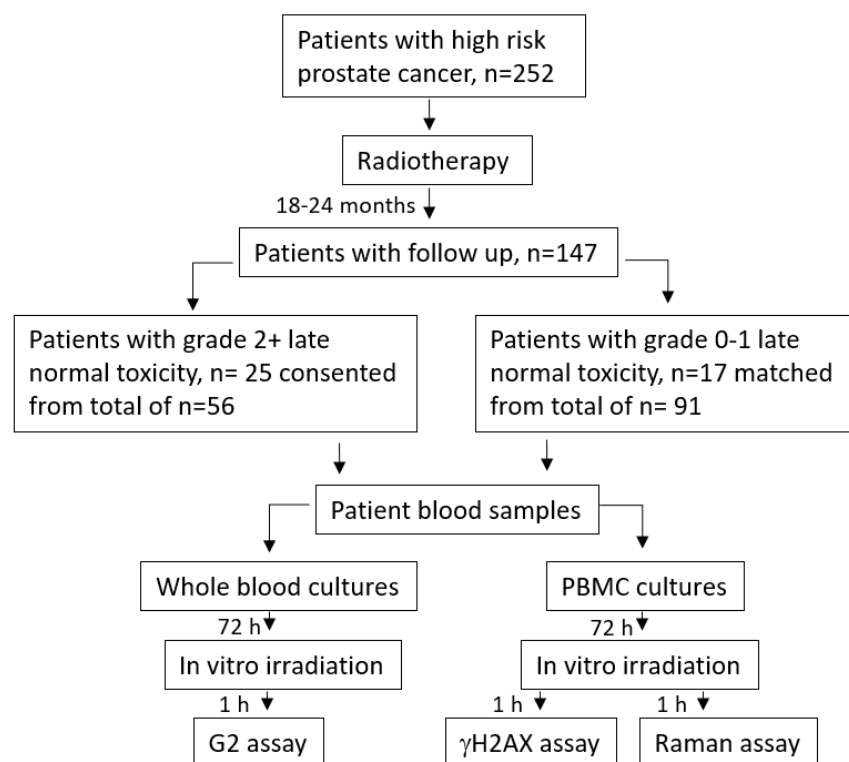 Patients with high risk
prostate cancer, n=252
Radiotherapy
18-24 months
Patients with follow up, n=147
Patients with grade 2+ late
normal toxicity, n= 25 consented
from total of n=56
Patients with grade 0-1 late
normal toxicity, n=17 matched
from total of n= 91
Patient blood samples
Whole blood cultures
PBMC cultures
72 h
72 h
In vitro irradiation
In vitro irradiation
1 h
1 h
1 h
G2 assay
γH2AX assay
Raman assay